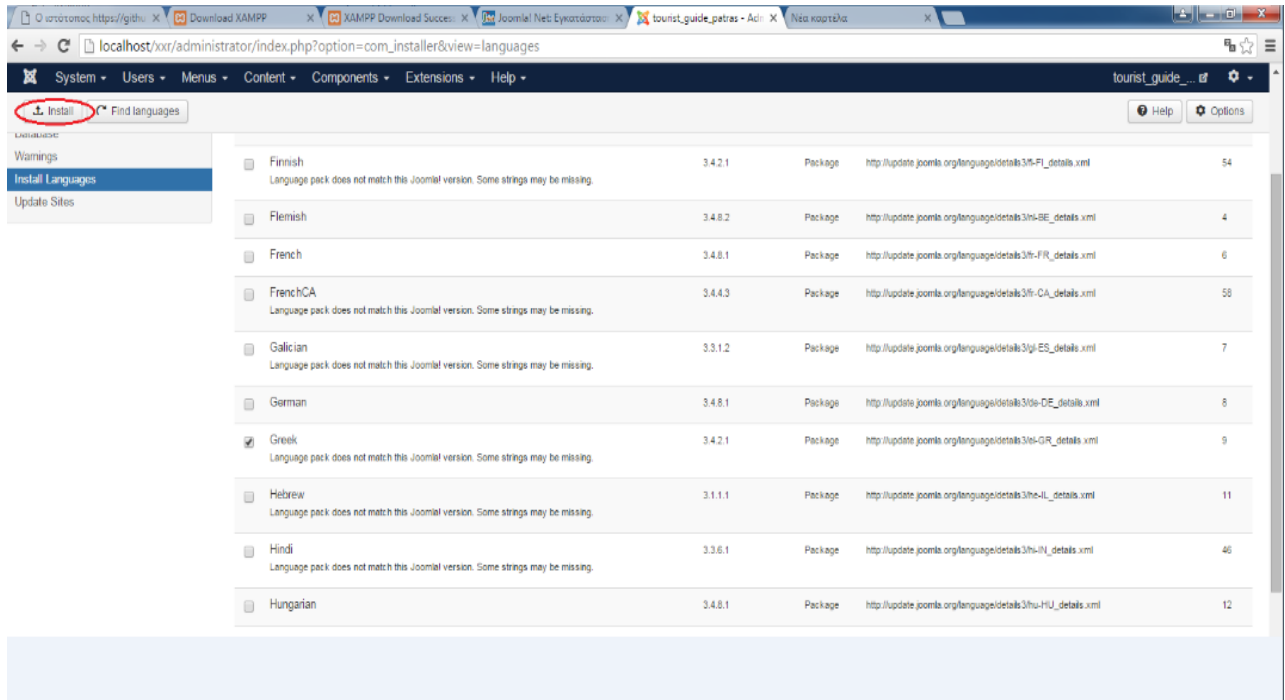 Ο ιστότοπος https://githu
Download XAMPP
XAMPP Download Succes
Joomla! Net: Εγκατάσταση
tourist_guide_patras - Adm
Νέα καρτέλα
localhost/xxr/administrator/index.php?option=com_installer&view=languages
System Users Menus Content Components Extensions Help
tourist_guide_...
Install Find languages
Help Options
Database
Warnings
Install Languages
Update Sites
Finnish 3.4.2.1 Package http://update.joomla.org/language/details3/fi-FI_details.xml 54
Language pack does not match this Joomla! version. Some strings may be missing.
Flemish 3.4.8.2 Package http://update.joomla.org/language/details3/nl-BE_details.xml 4
French 3.4.8.1 Package http://update.joomla.org/language/details3/fr-FR_details.xml 6
FrenchCA 3.4.4.3 Package http://update.joomla.org/language/details3/fr-CA_details.xml 58
Language pack does not match this Joomla! version. Some strings may be missing.
Galician 3.3.1.2 Package http://update.joomla.org/language/details3/gl-ES_details.xml 7
Language pack does not match this Joomla! version. Some strings may be missing.
German 3.4.8.1 Package http://update.joomla.org/language/details3/de-DE_details.xml 8
Greek 3.4.2.1 Package http://update.joomla.org/language/details3/el-GR_details.xml 9
Language pack does not match this Joomla! version. Some strings may be missing.
Hebrew 3.1.1.1 Package http://update.joomla.org/language/details3/he-IL_details.xml 11
Language pack does not match this Joomla! version. Some strings may be missing.
Hindi 3.3.6.1 Package http://update.joomla.org/language/details3/hi-IN_details.xml 46
Language pack does not match this Joomla! version. Some strings may be missing.
Hungarian 3.4.8.1 Package http://update.joomla.org/language/details3/hu-HU_details.xml 12